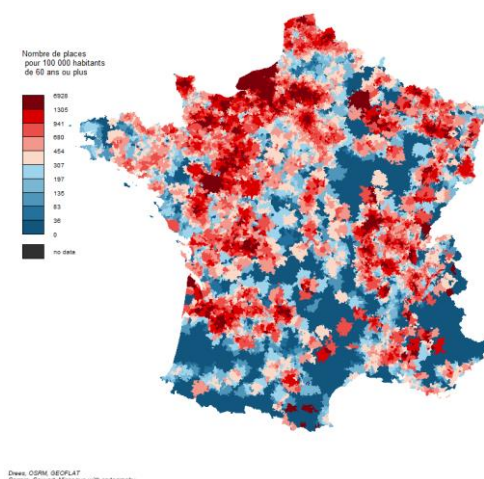 Nombre de places
pour 100 000 habitants
de 60 ans ou plus
6928
1305
941
690
454
307
197
135
83
36
0
no data
Drees, OSRM, GEOFLAT